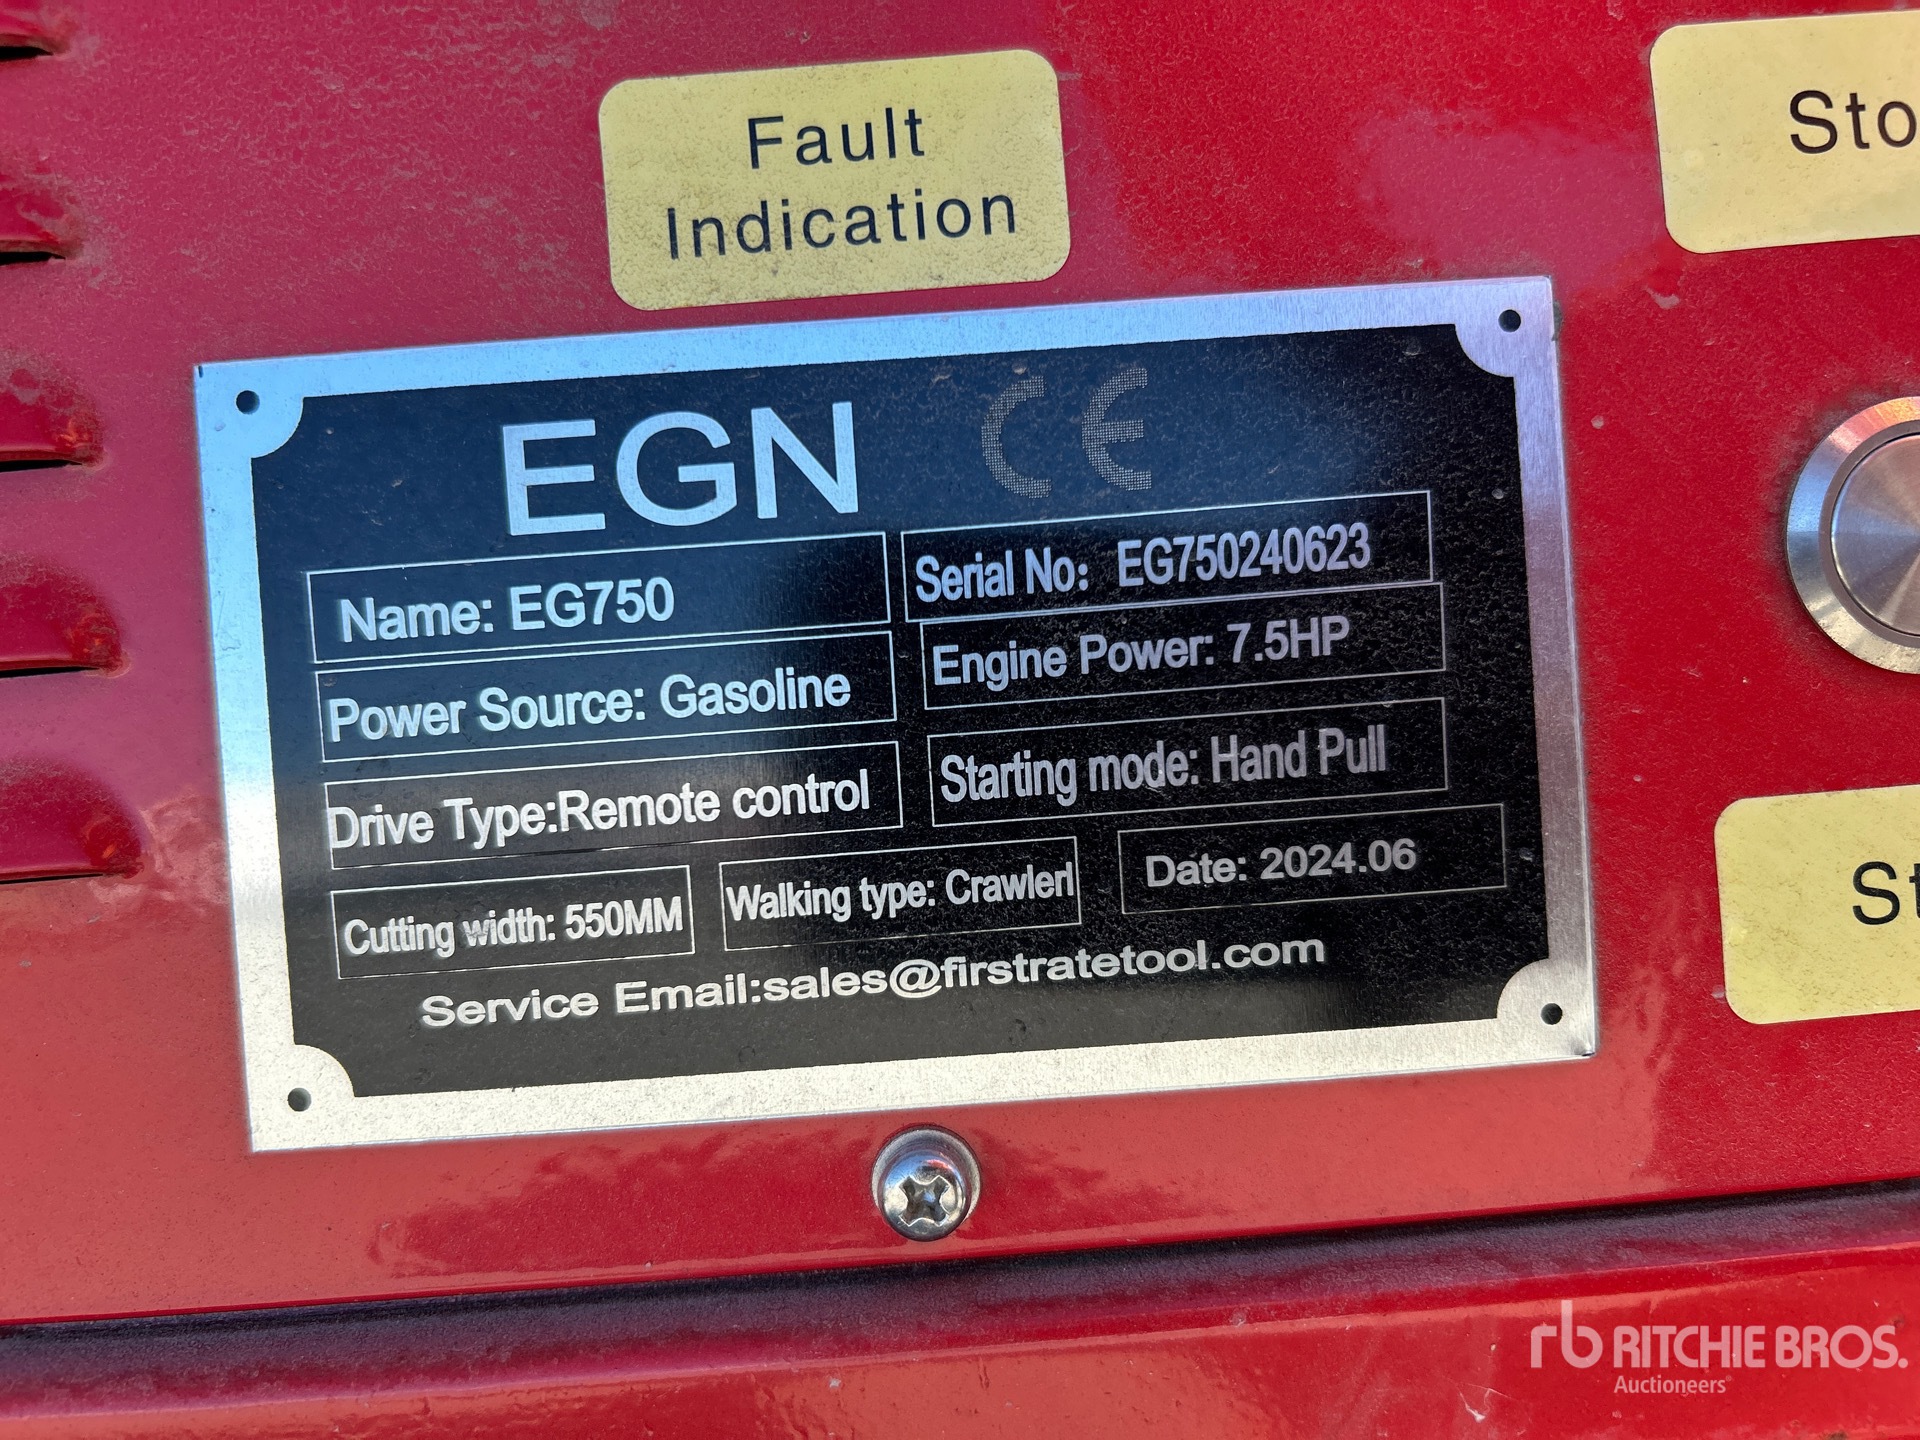 Fault
Indication
Sto
EGN CE
Name: EG750
Serial No: EG750240623
Power Source: Gasoline
Engine Power: 7.5HP
Drive Type:Remote control
Starting mode: Hand Pull
Cutting width: 550MM
Walking type: Crawlerl
Date: 2024.06
St
Service Email:sales@firstratetool.com
rb RITCHIE BROS.
Auctioneers